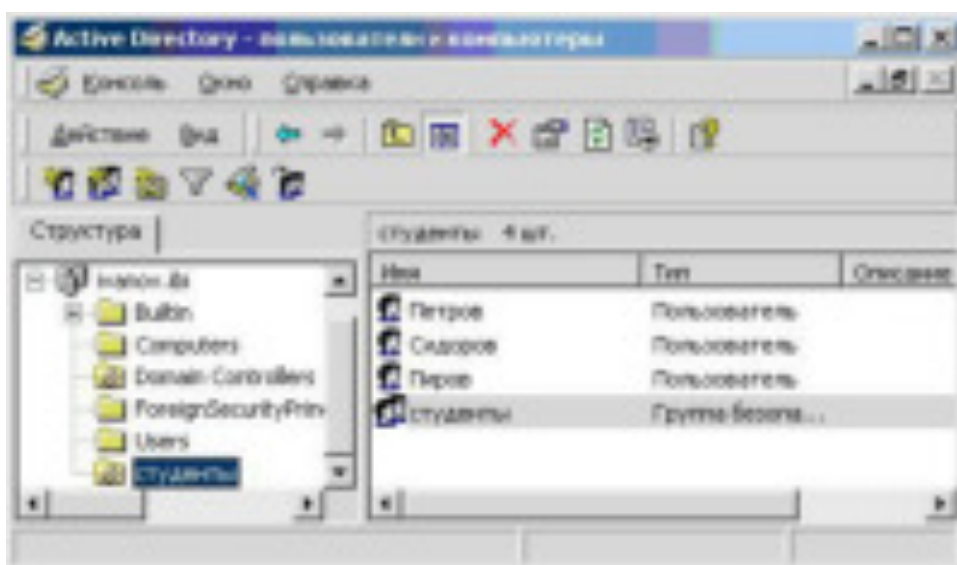 Active Directory - пользователи и компьютеры
Консоль Окно Справка
Действие Вид
Структура
студенты 4 шт.
Имя Тип Описание
Builtin
Computers
Domain Controllers
ForeignSecurityPrin
Users
студенты
Петров Пользователь
Сидоров Пользователь
Пиров Пользователь
студенты Группа безопа...